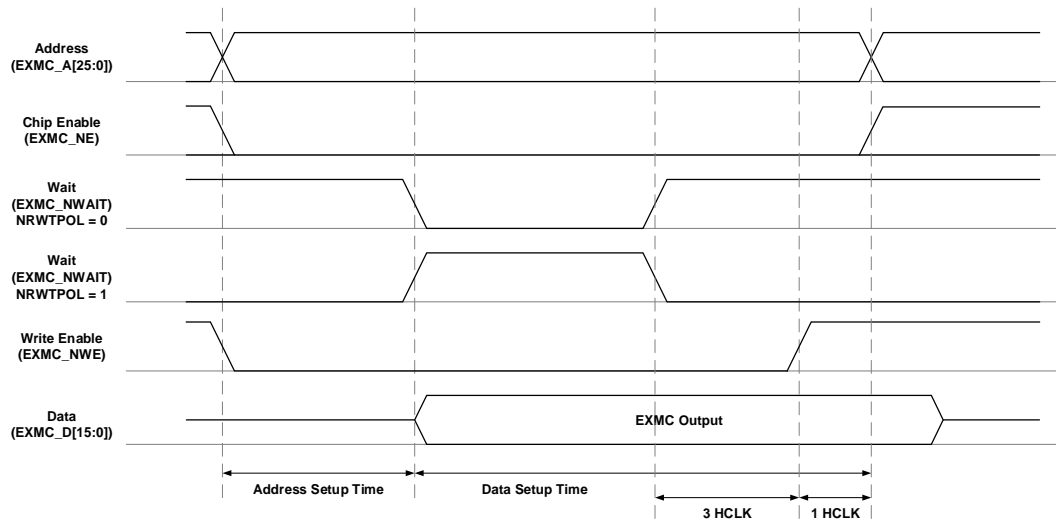 Address
(EXMC_A[25:0])
Chip Enable
(EXMC_NE)
Wait
(EXMC_NWAIT)
NRWTPOL = 0
Wait
(EXMC_NWAIT)
NRWTPOL = 1
Write Enable
(EXMC_NWE)
Data
(EXMC_D[15:0])
EXMC Output
Address Setup Time
Data Setup Time
3 HCLK
1 HCLK